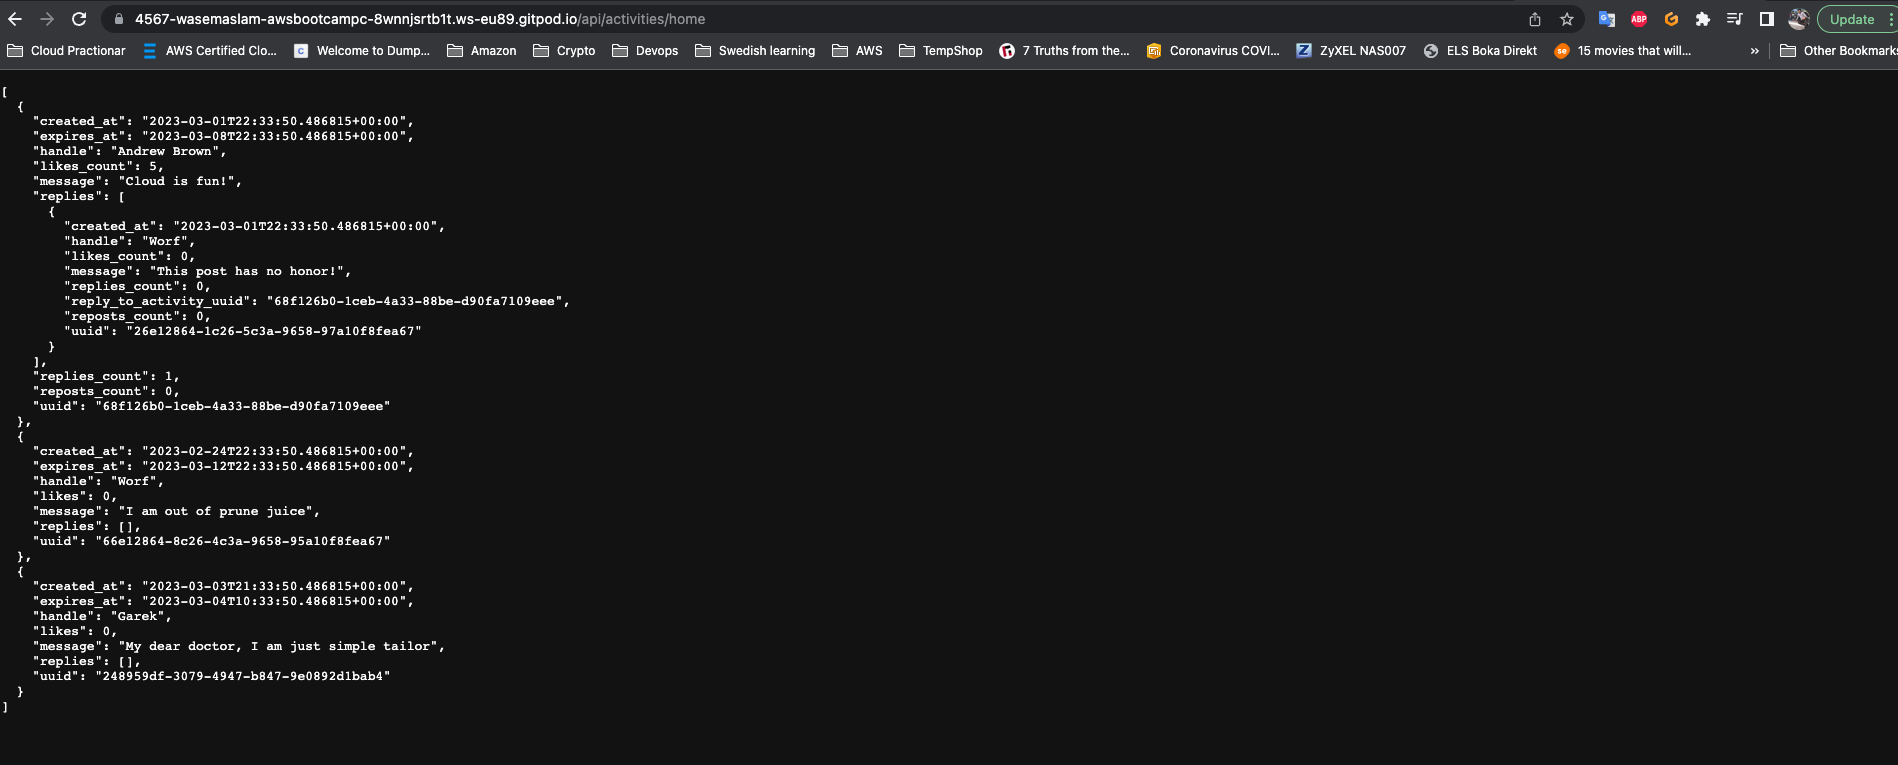 4567-wasemaslam-awsbootcampc-8wnnjsrtb1t.ws-eu89.gitpod.io/api/activities/home
ABP
Update
Cloud Practionar
AWS Certified Clo...
C
Welcome to Dump...
Amazon
Crypto
Devops
Swedish learning
AWS
TempShop
7 Truths from the...
Coronavirus COVI...
Z
ZyXEL NAS007
ELS Boka Direkt
se
15 movies that will...
»
Other Bookmarks
[
  {
    "created_at": "2023-03-01T22:33:50.486815+00:00",
    "expires_at": "2023-03-08T22:33:50.486815+00:00",
    "handle": "Andrew Brown",
    "likes_count": 5,
    "message": "Cloud is fun!",
    "replies": [
      {
        "created_at": "2023-03-01T22:33:50.486815+00:00",
        "handle": "Worf",
        "likes_count": 0,
        "message": "This post has no honor!",
        "replies_count": 0,
        "reply_to_activity_uuid": "68f126b0-1ceb-4a33-88be-d90fa7109eee",
        "reposts_count": 0,
        "uuid": "26e12864-1c26-5c3a-9658-97a10f8fea67"
      }
    ],
    "replies_count": 1,
    "reposts_count": 0,
    "uuid": "68f126b0-1ceb-4a33-88be-d90fa7109eee"
  },
  {
    "created_at": "2023-02-24T22:33:50.486815+00:00",
    "expires_at": "2023-03-12T22:33:50.486815+00:00",
    "handle": "Worf",
    "likes": 0,
    "message": "I am out of prune juice",
    "replies": [],
    "uuid": "66e12864-8c26-4c3a-9658-95a10f8fea67"
  },
  {
    "created_at": "2023-03-03T21:33:50.486815+00:00",
    "expires_at": "2023-03-04T10:33:50.486815+00:00",
    "handle": "Garek",
    "likes": 0,
    "message": "My dear doctor, I am just simple tailor",
    "replies": [],
    "uuid": "248959df-3079-4947-b847-9e0892d1bab4"
  }
]